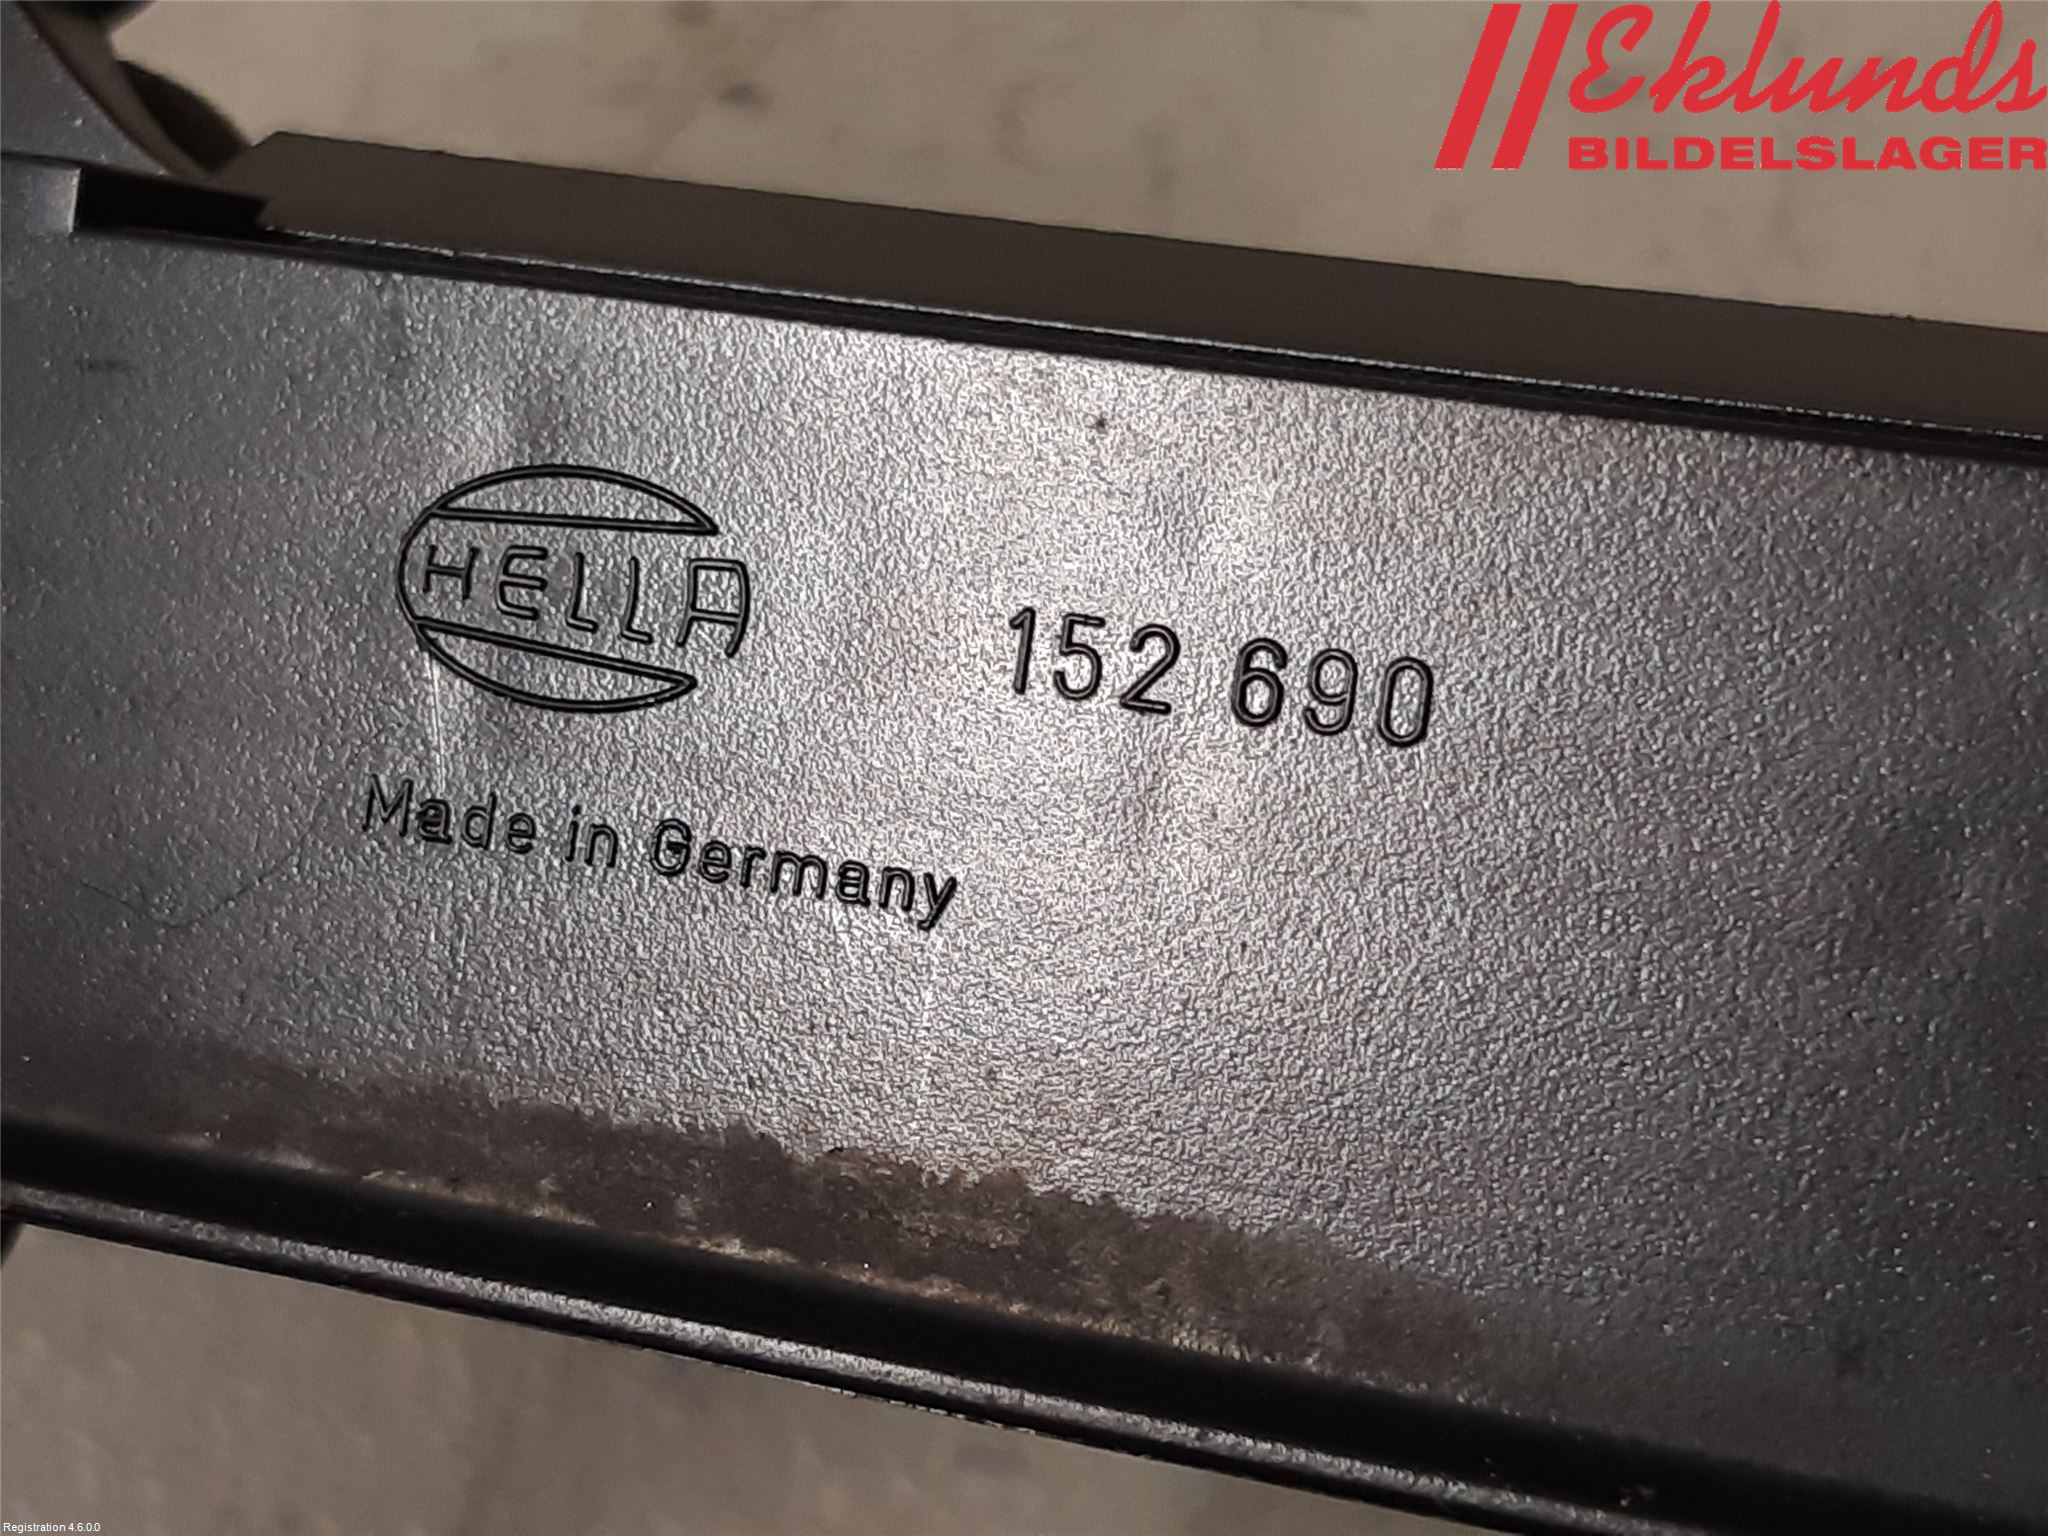 Eklunds
BILDELSLAGER
HELLA
152 690
Made in Germany
Registration 4.6.0.0